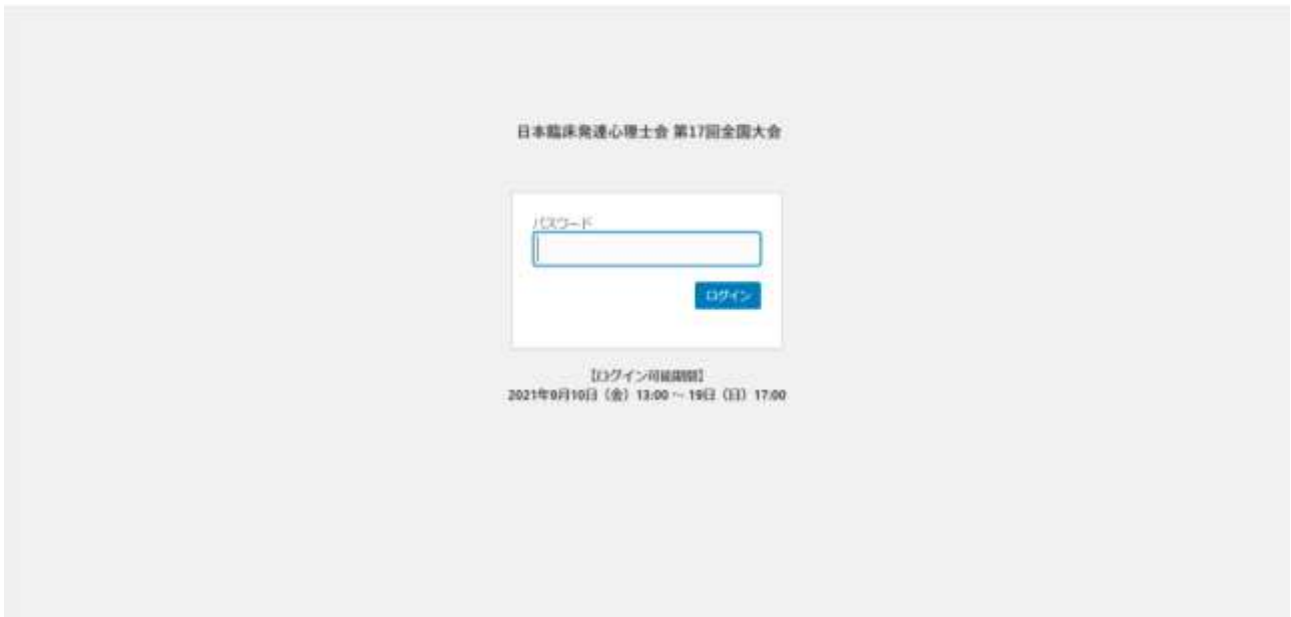 日本臨床発達心理士会 第17回全国大会
パスワード
ログイン
【ログイン可能期間】
2021年9月10日（金）13:00 ～ 19日（日）17:00